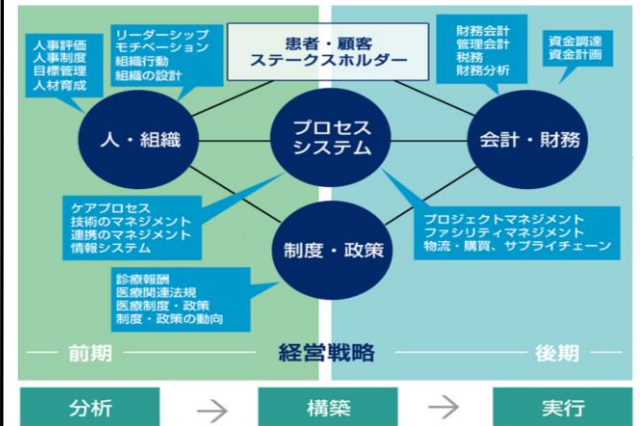 人事評価
人事制度
目標管理
人材育成
リーダーシップ
モチベーション
組織行動
組織の設計
患者・顧客
ステークスホルダー
財務会計
管理会計
税務
財務分析
資金調達
資金計画
人・組織
プロセス
システム
会計・財務
ケアプロセス
技術のマネジメント
連携のマネジメント
情報システム
プロジェクトマネジメント
ファシリティマネジメント
物流・購買、サプライチェーン
制度・政策
診療報酬
医療関連法規
医療制度・政策
制度・政策の動向
前期
経営戦略
後期
分析
構築
実行